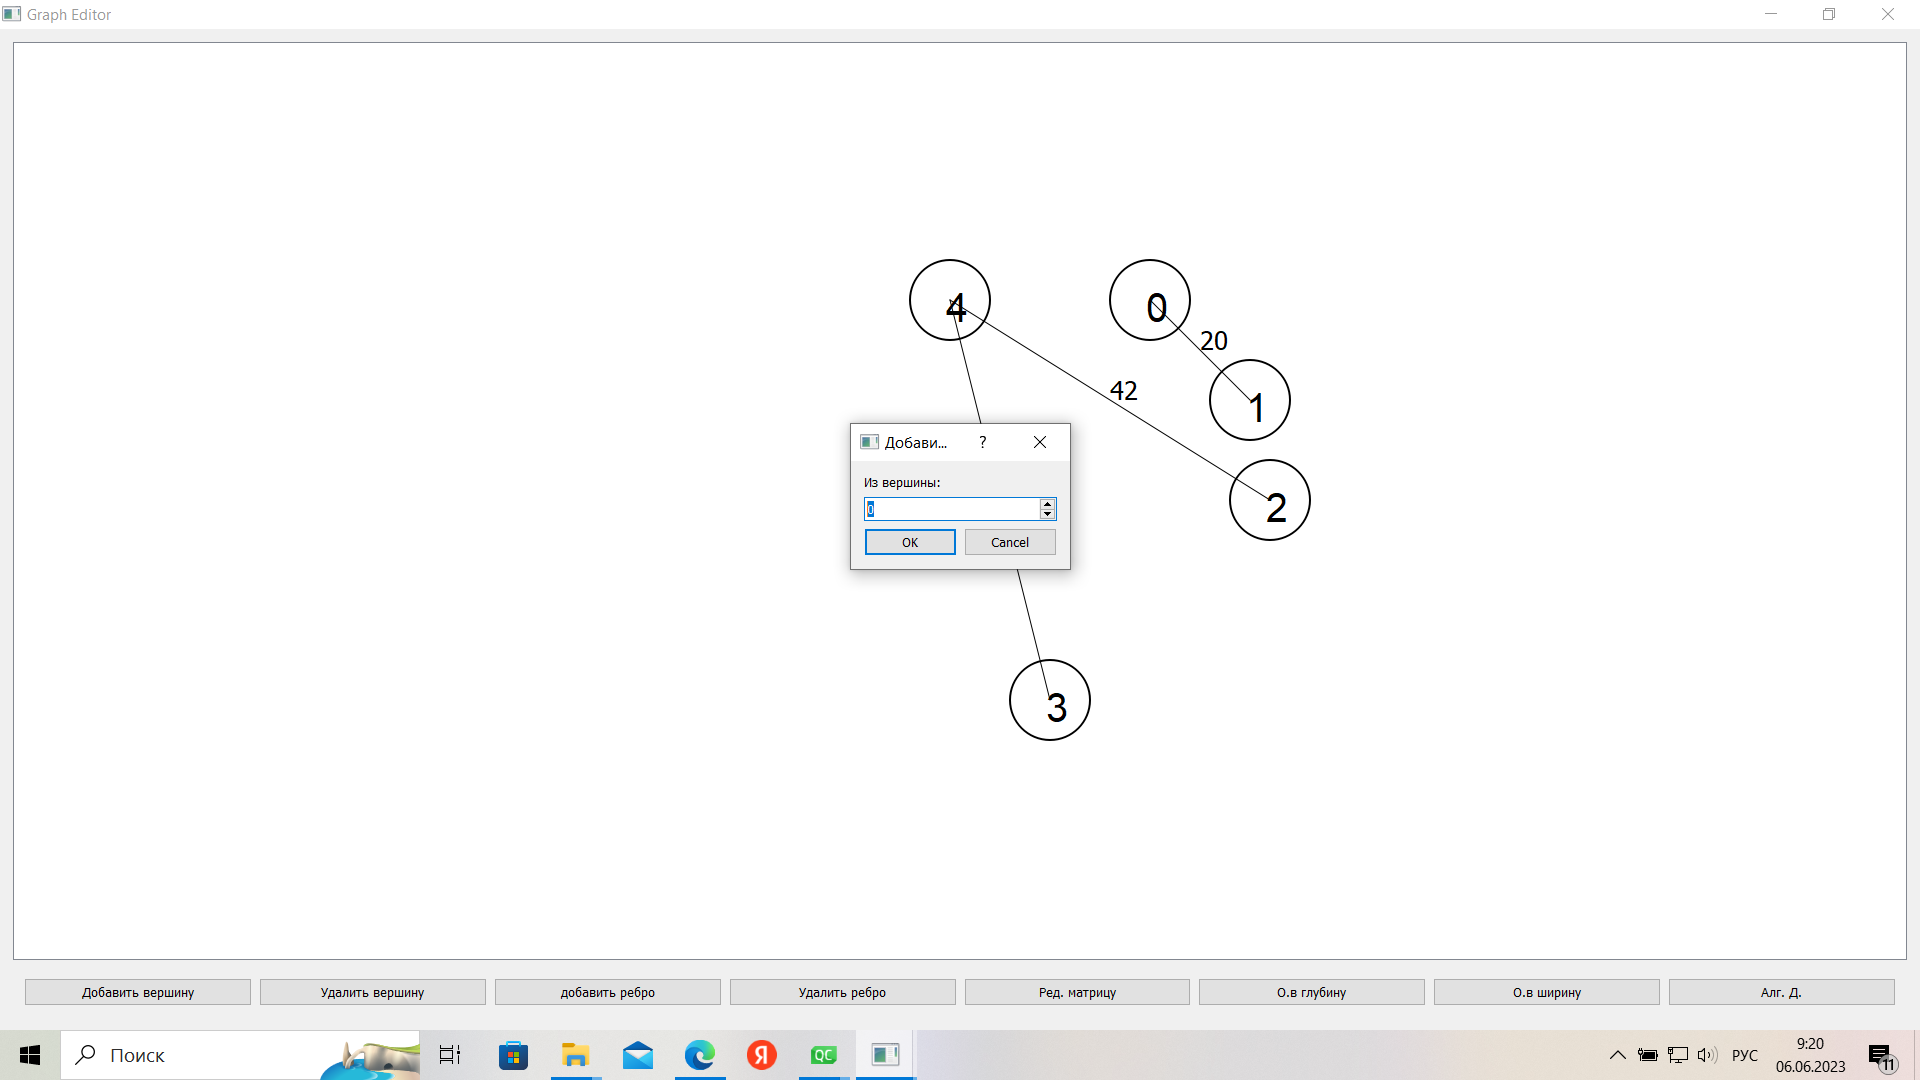 Graph Editor
4
0
20
42
1
Добави...
?
Из вершины:
0
OK
Cancel
2
3
Добавить вершину
Удалить вершину
добавить ребро
Удалить ребро
Ред. матрицу
О.в глубину
О.в ширину
Алг. Д.
Поиск
Я
QC
РУС
9:20
06.06.2023
11